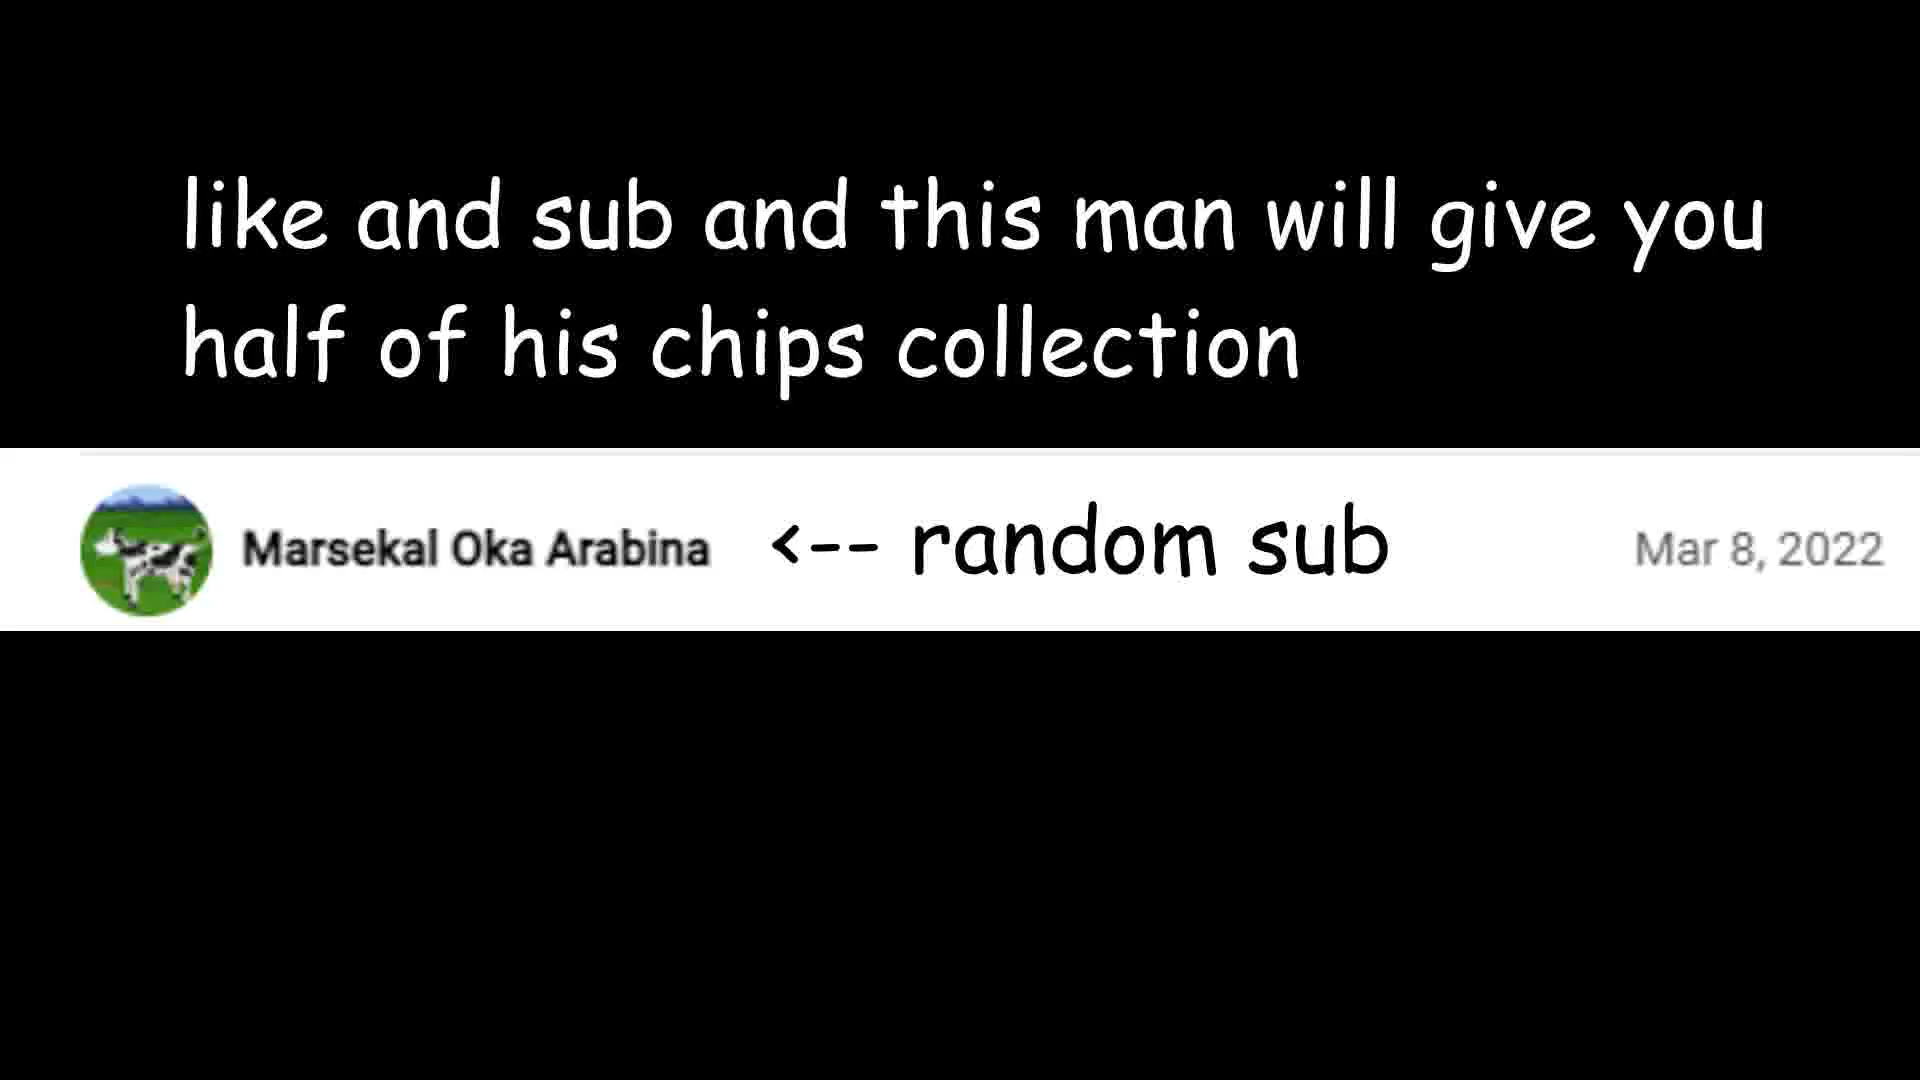 like and sub and this man will give you
half of his chips collection
Marsekal Oka Arabina <-- random sub Mar 8, 2022